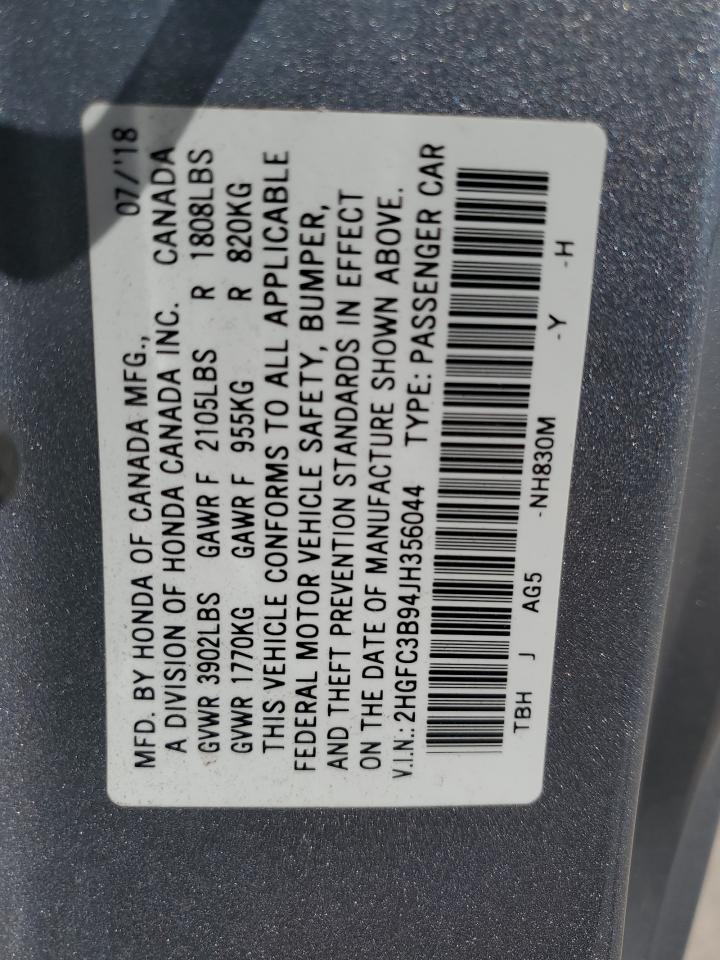 MFD. BY HONDA OF CANADA MFG., 07/'18
A DIVISION OF HONDA CANADA INC. CANADA
GVWR 3902LBS GAWR F 2105LBS R 1808LBS
GVWR 1770KG GAWR F 955KG R 820KG
THIS VEHICLE CONFORMS TO ALL APPLICABLE
FEDERAL MOTOR VEHICLE SAFETY, BUMPER,
AND THEFT PREVENTION STANDARDS IN EFFECT
ON THE DATE OF MANUFACTURE SHOWN ABOVE.
V.I.N.: 2HGFC3B94JH356044 TYPE: PASSENGER CAR
TBH J AG5 -NH830M -Y -H